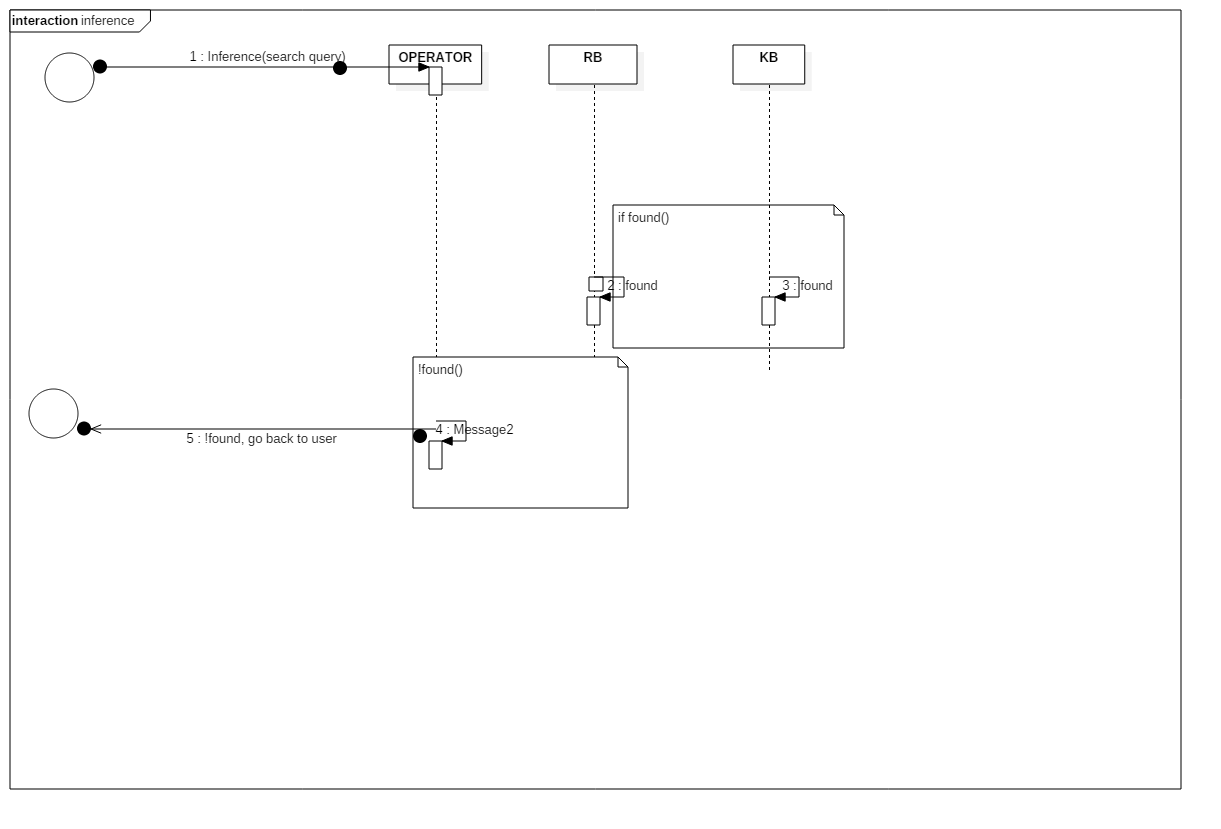 interaction inference
1 : Inference(search query)
OPERATOR
RB
KB
if found()
2 : found
3 : found
!found()
4 : Message2
5 : !found, go back to user